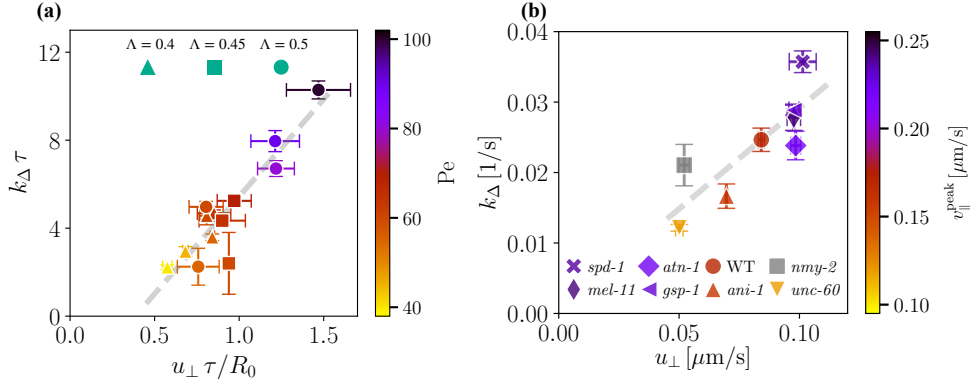 (a)
Λ = 0.4 Λ = 0.45 Λ = 0.5
12
8
4
0
k_Δ τ
0.0 0.5 1.0 1.5
u_⊥ τ/R_0
100
80
60
40
Pe
(b)
0.04
0.03
0.02
0.01
0.00
k_Δ [1/s]
spd-1 atn-1 WT nmy-2
mel-11 gsp-1 ani-1 unc-60
0.00 0.05 0.10
u_⊥ [μm/s]
0.25
0.20
0.15
0.10
v_∥^peak [μm/s]